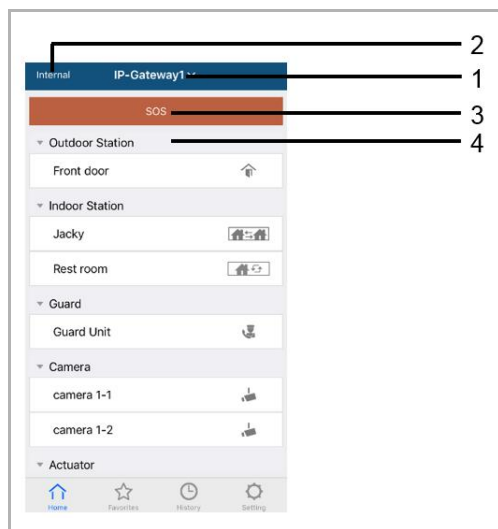 2
Internal IP-Gateway1 1
SOS 3
Outdoor Station 4
Front door
Indoor Station
Jacky
Rest room
Guard
Guard Unit
Camera
camera 1-1
camera 1-2
Actuator
Home Favorites History Setting